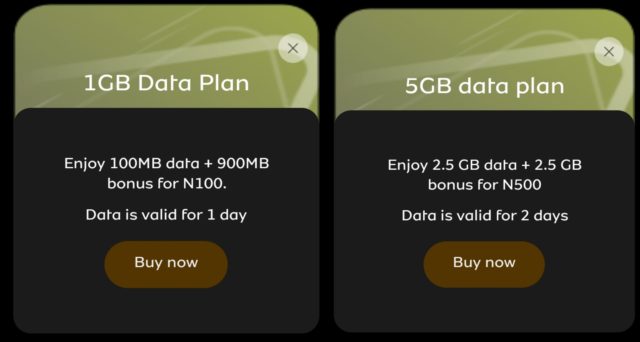 1GB Data Plan
Enjoy 100MB data + 900MB
bonus for N100.
Data is valid for 1 day
Buy now
5GB data plan
Enjoy 2.5 GB data + 2.5 GB
bonus for N500
Data is valid for 2 days
Buy now